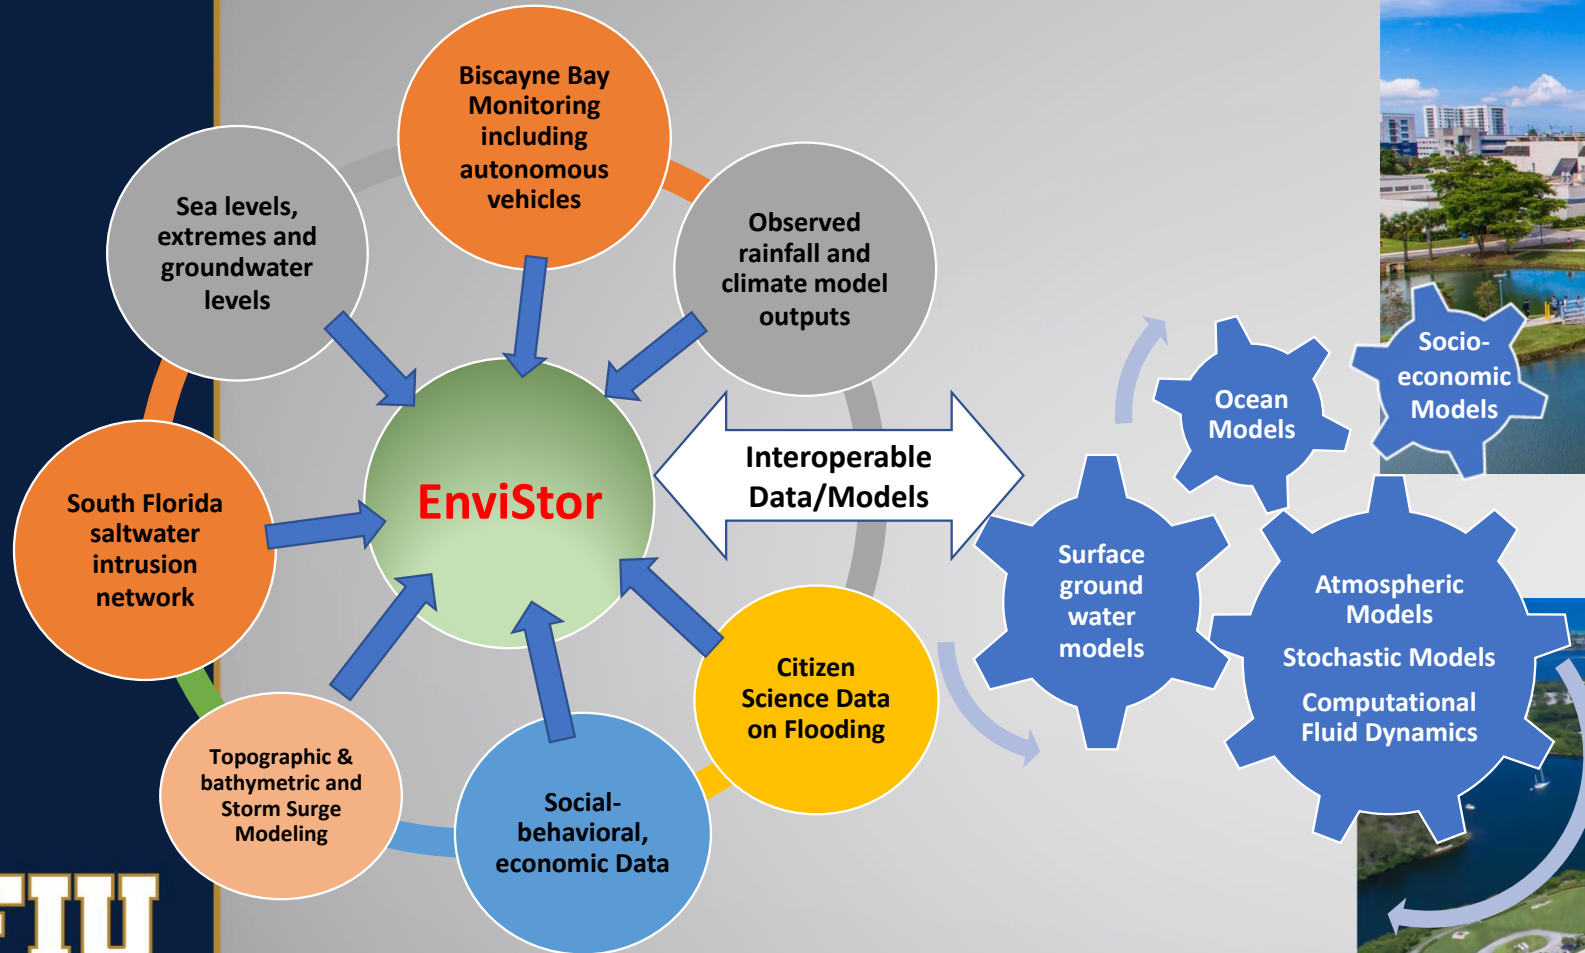 Biscayne Bay
Monitoring
including
autonomous
vehicles
Sea levels,
extremes and
groundwater
levels
Observed
rainfall and
climate model
outputs
South Florida
saltwater
intrusion
network
EnviStor
Interoperable
Data/Models
Topographic &
bathymetric and
Storm Surge
Modeling
Social-
behavioral,
economic Data
Citizen
Science Data
on Flooding
Surface
ground
water
models
Ocean
Models
Socio-
economic
Models
Atmospheric
Models
Stochastic Models
Computational
Fluid Dynamics
FIU